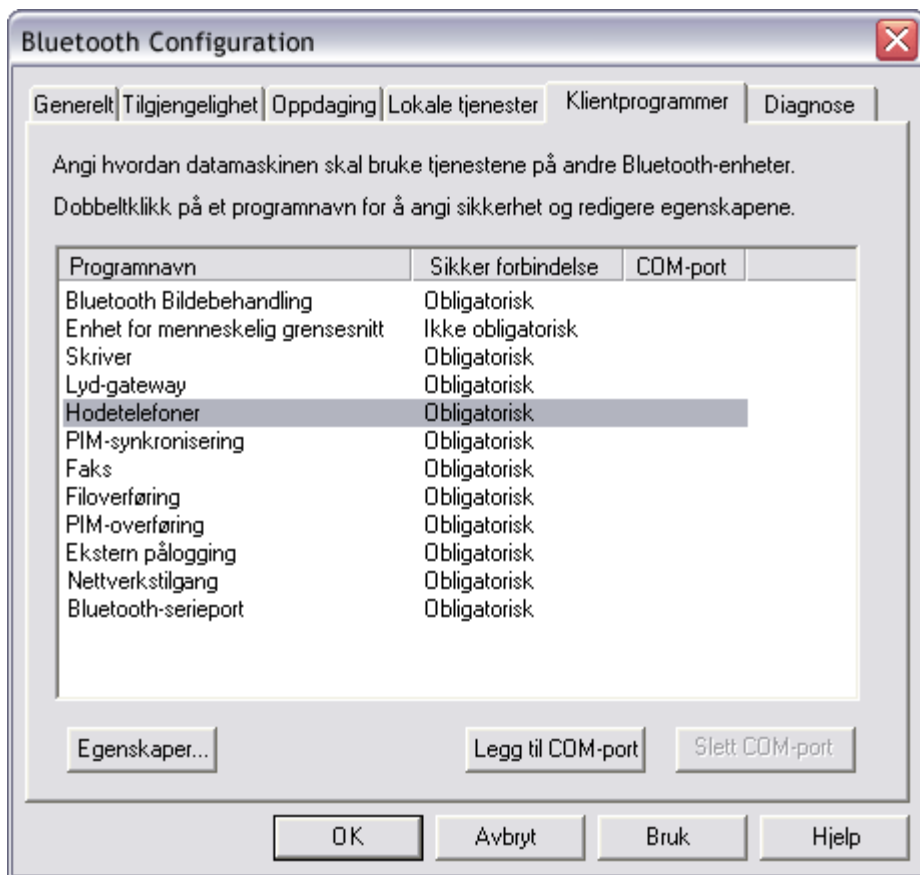 Bluetooth Configuration
Generelt Tilgjengelighet Oppdaging Lokale tjenester Klientprogrammer Diagnose
Angi hvordan datamaskinen skal bruke tjenestene på andre Bluetooth-enheter.
Dobbeltklikk på et programnavn for å angi sikkerhet og redigere egenskapene.
Programnavn Sikker forbindelse COM-port
Bluetooth Bildebehandling Obligatorisk
Enhet for menneskelig grensesnitt Ikke obligatorisk
Skriver Obligatorisk
Lyd-gateway Obligatorisk
Hodetelefoner Obligatorisk
PIM-synkronisering Obligatorisk
Faks Obligatorisk
Filoverføring Obligatorisk
PIM-overføring Obligatorisk
Ekstern pålogging Obligatorisk
Nettverkstilgang Obligatorisk
Bluetooth-serieport Obligatorisk
Egenskaper... Legg til COM-port Slett COM-port
OK Avbryt Bruk Hjelp